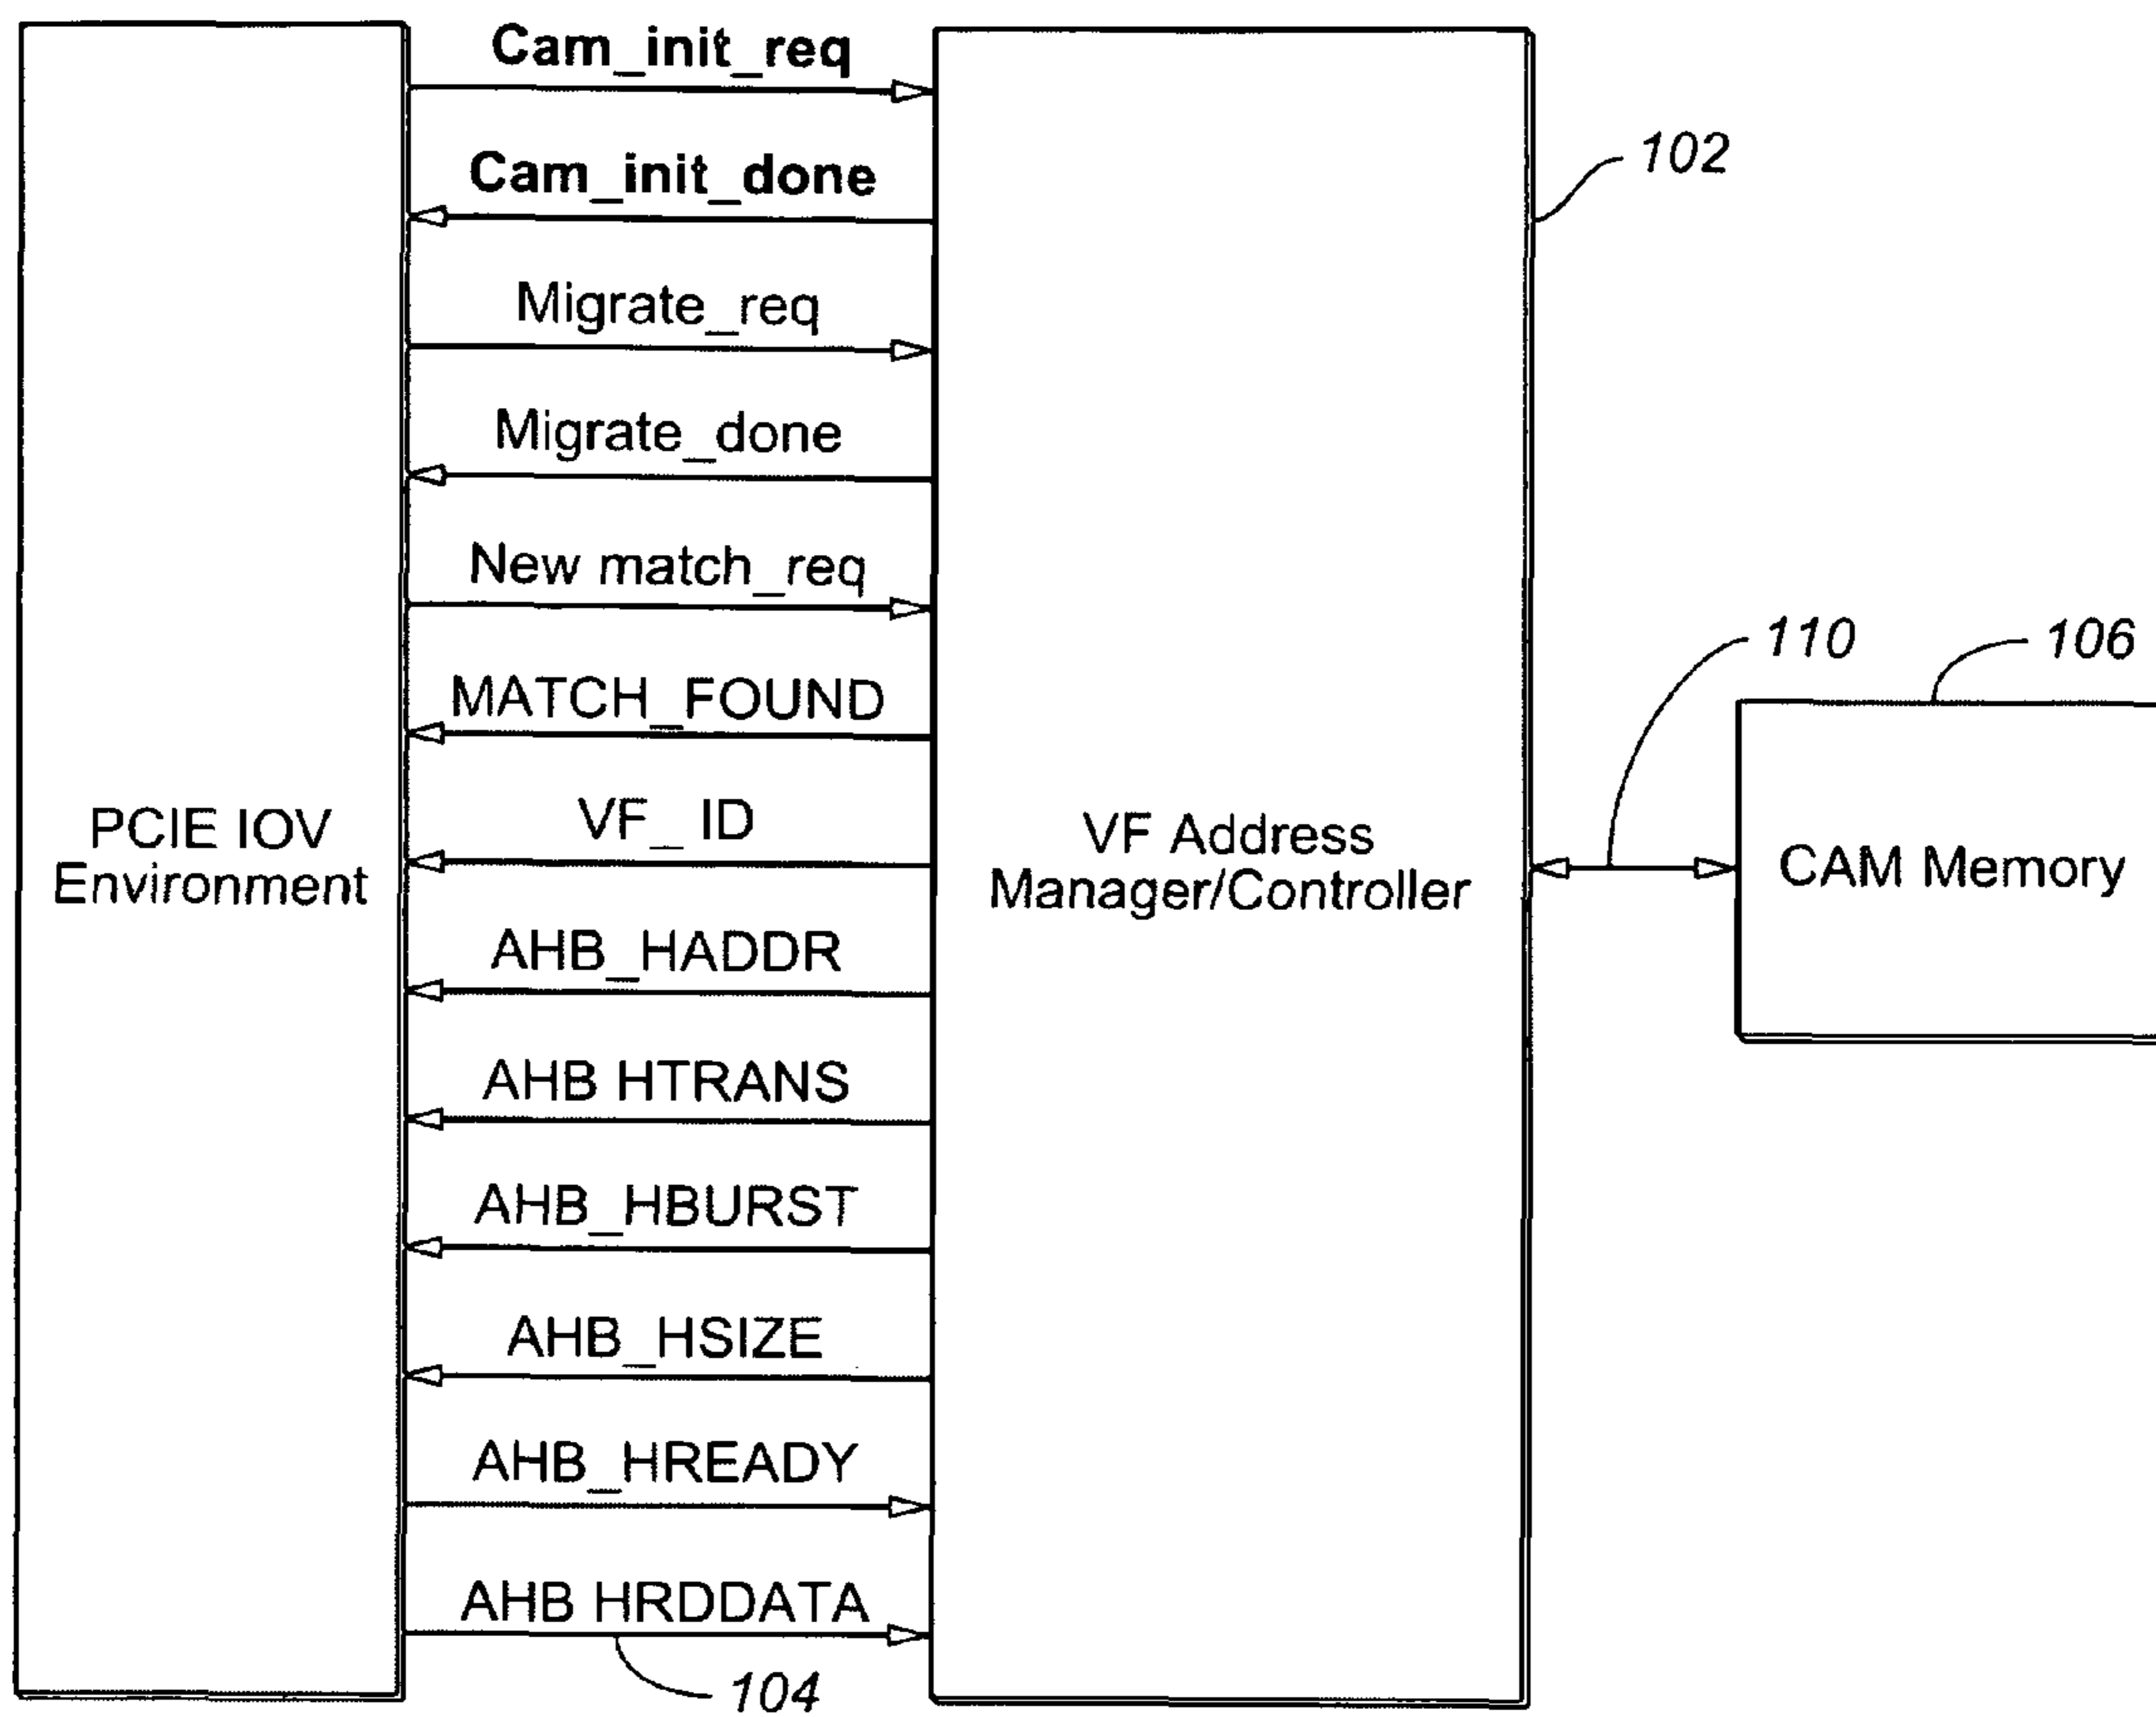 Cam_init_req
Cam_init_done
102
Migrate_req
Migrate_done
New match_req
110
106
MATCH_FOUND
VF_ ID
PCIE IOV
Environment
VF Address
Manager/Controller
CAM Memory
AHB_HADDR
AHB HTRANS
AHB_HBURST
AHB_HSIZE
AHB_HREADY
AHB HRDDATA
104